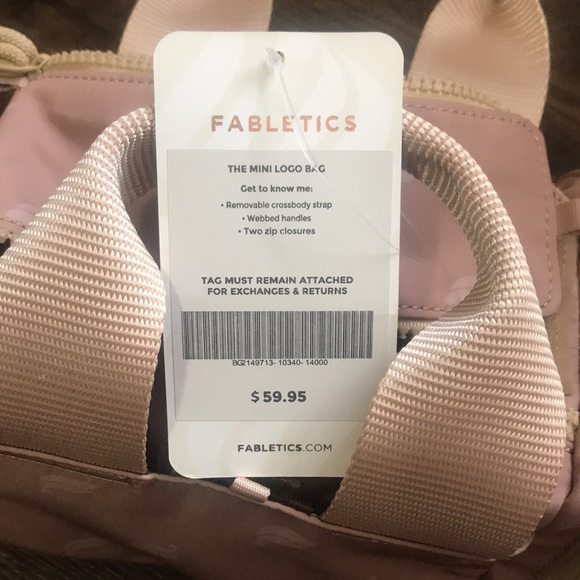 FABLETICS
THE MINI LOGO BAG
Get to know me:
• Removable crossbody strap
• Webbed handles
• Two zip closures
TAG MUST REMAIN ATTACHED
FOR EXCHANGES & RETURNS
BG2149713- 10340- 14000
$59.95
FABLETICS.COM